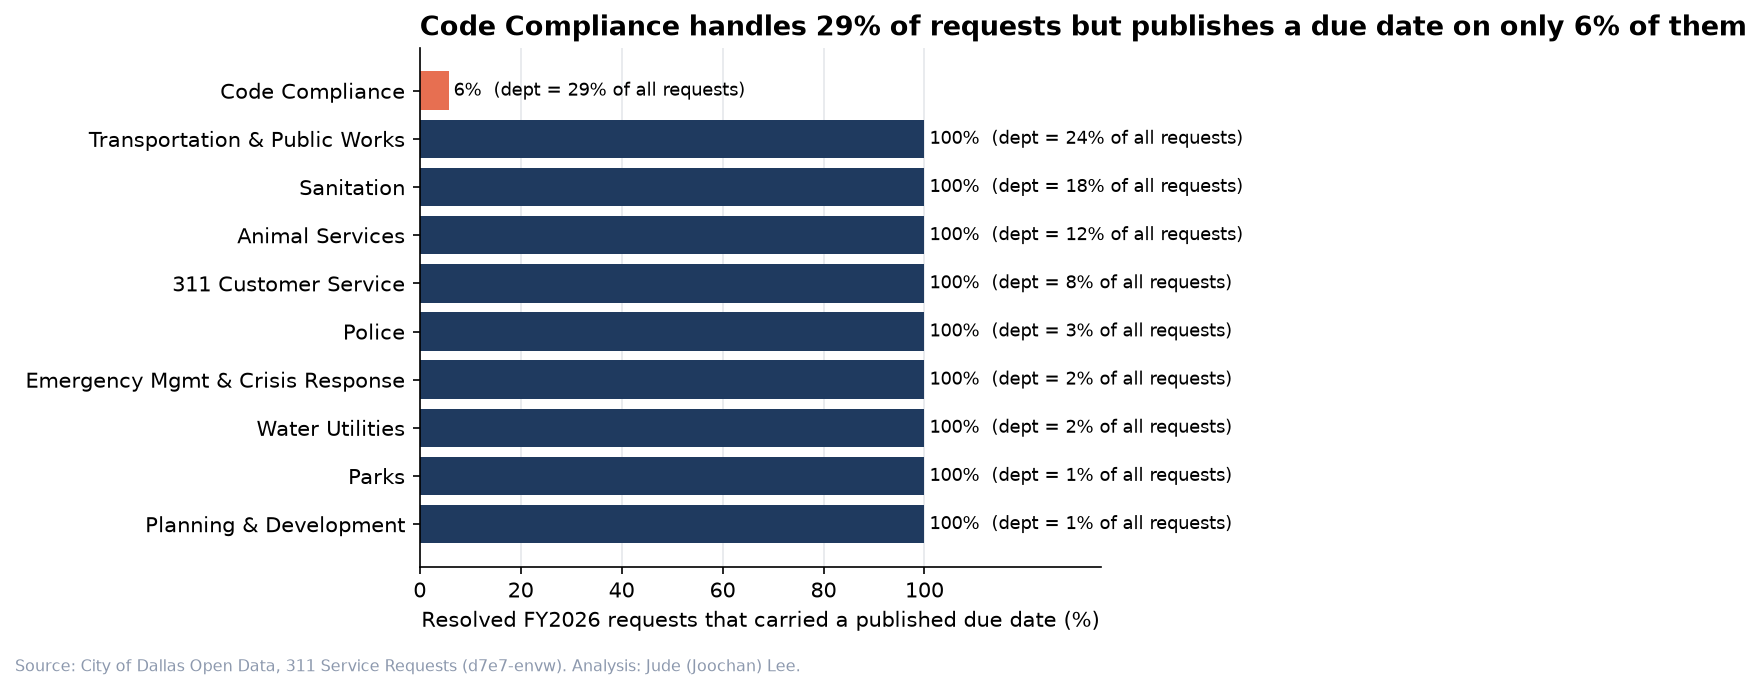 Code Compliance handles 29% of requests but publishes a due date on only 6% of them
Code Compliance 6% (dept = 29% of all requests)
Transportation & Public Works 100% (dept = 24% of all requests)
Sanitation 100% (dept = 18% of all requests)
Animal Services 100% (dept = 12% of all requests)
311 Customer Service 100% (dept = 8% of all requests)
Police 100% (dept = 3% of all requests)
Emergency Mgmt & Crisis Response 100% (dept = 2% of all requests)
Water Utilities 100% (dept = 2% of all requests)
Parks 100% (dept = 1% of all requests)
Planning & Development 100% (dept = 1% of all requests)
0 20 40 60 80 100
Resolved FY2026 requests that carried a published due date (%)
Source: City of Dallas Open Data, 311 Service Requests (d7e7-envw). Analysis: Jude (Joochan) Lee.